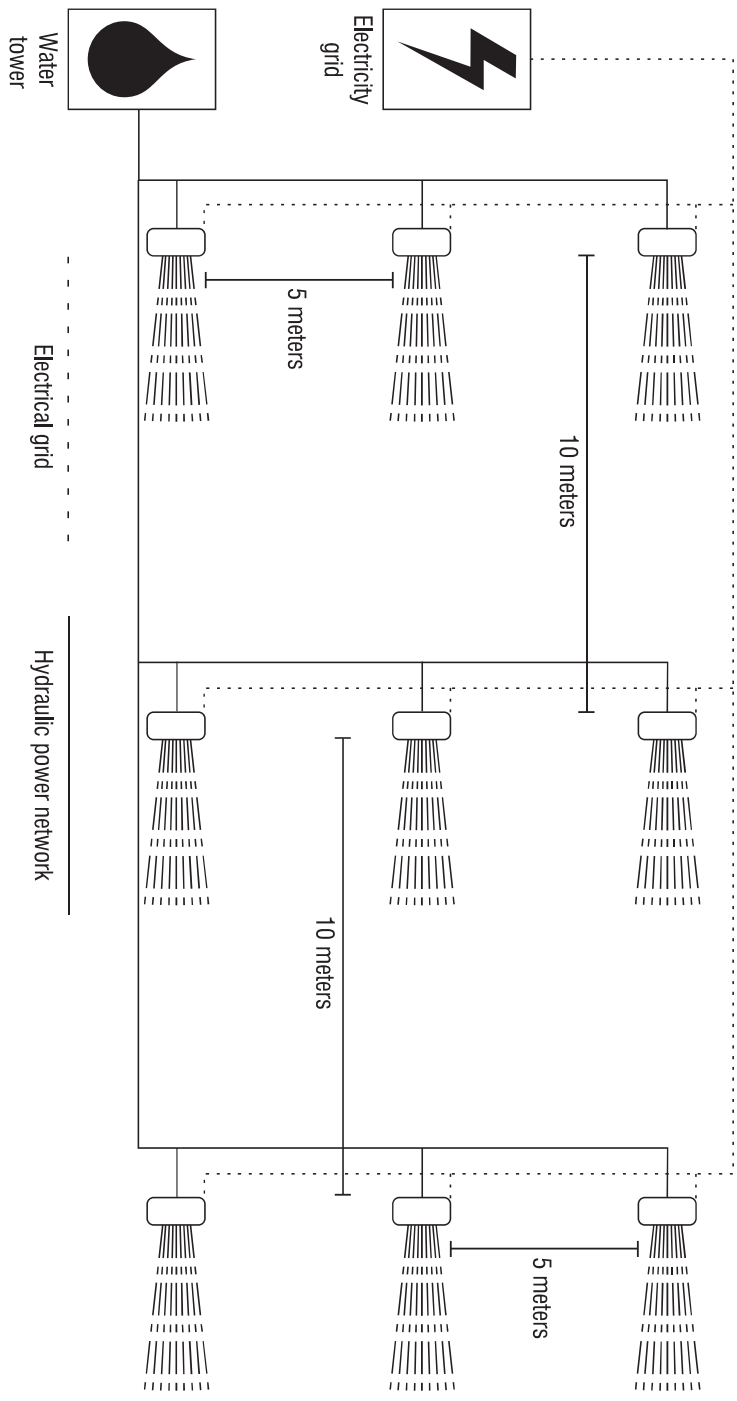 Water
tower
Electricity
grid
5 meters
10 meters
10 meters
5 meters
Electrical grid
Hydraulic power network